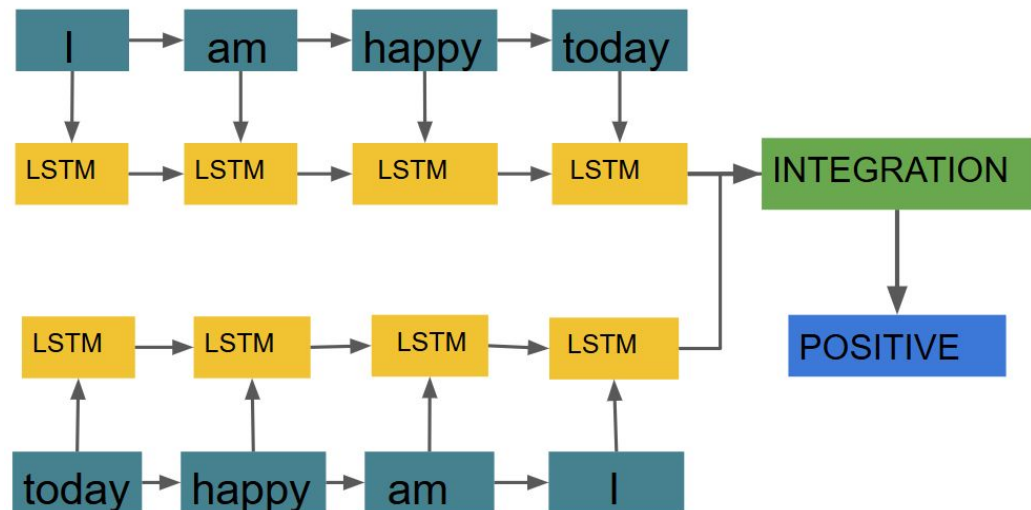 I am happy today
LSTM LSTM LSTM LSTM
INTEGRATION
LSTM LSTM LSTM LSTM
POSITIVE
today happy am I